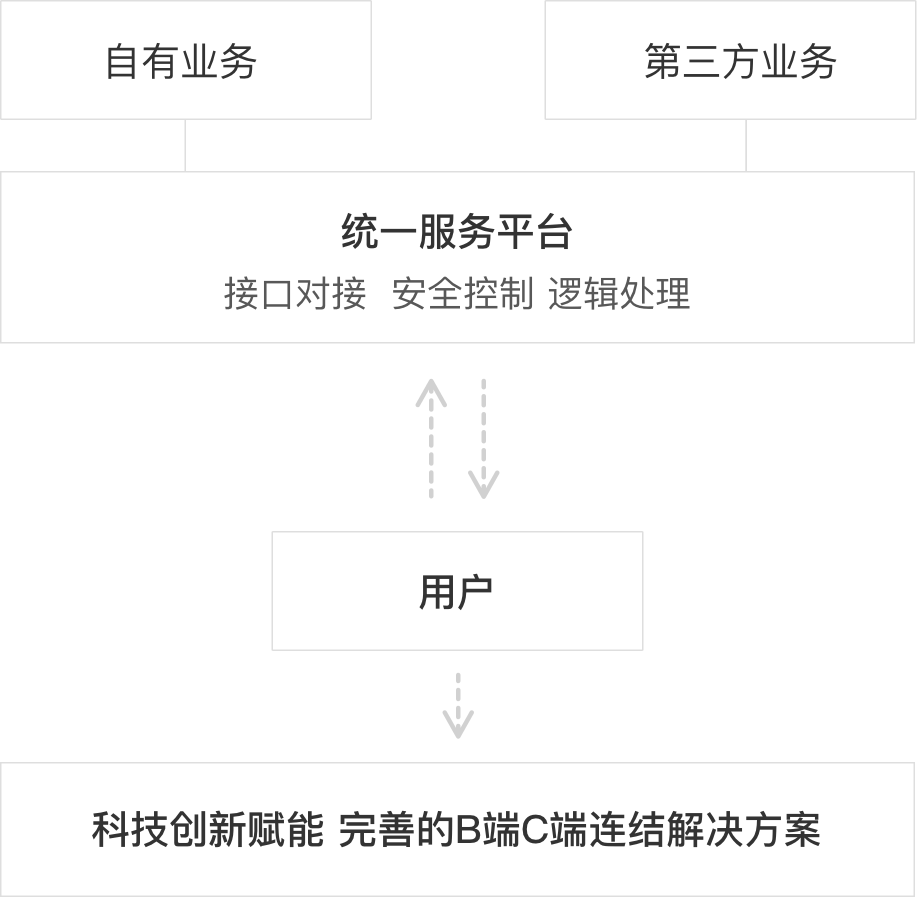 自有业务
第三方业务
统一服务平台
接口对接 安全控制 逻辑处理
用户
科技创新赋能 完善的B端C端连结解决方案